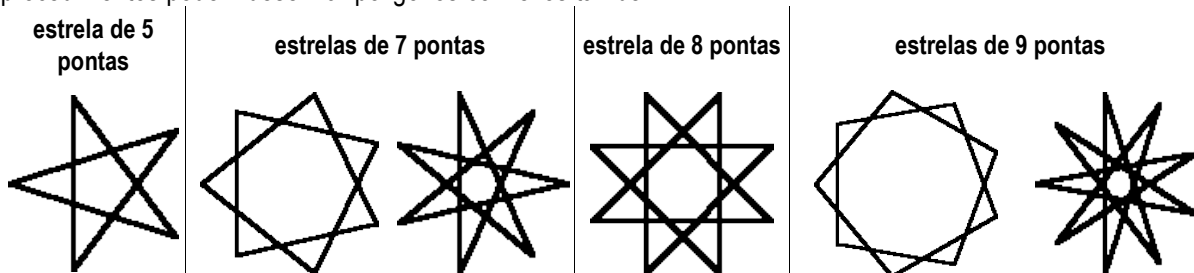 estrela de 5
pontas
estrelas de 7 pontas
estrela de 8 pontas
estrelas de 9 pontas